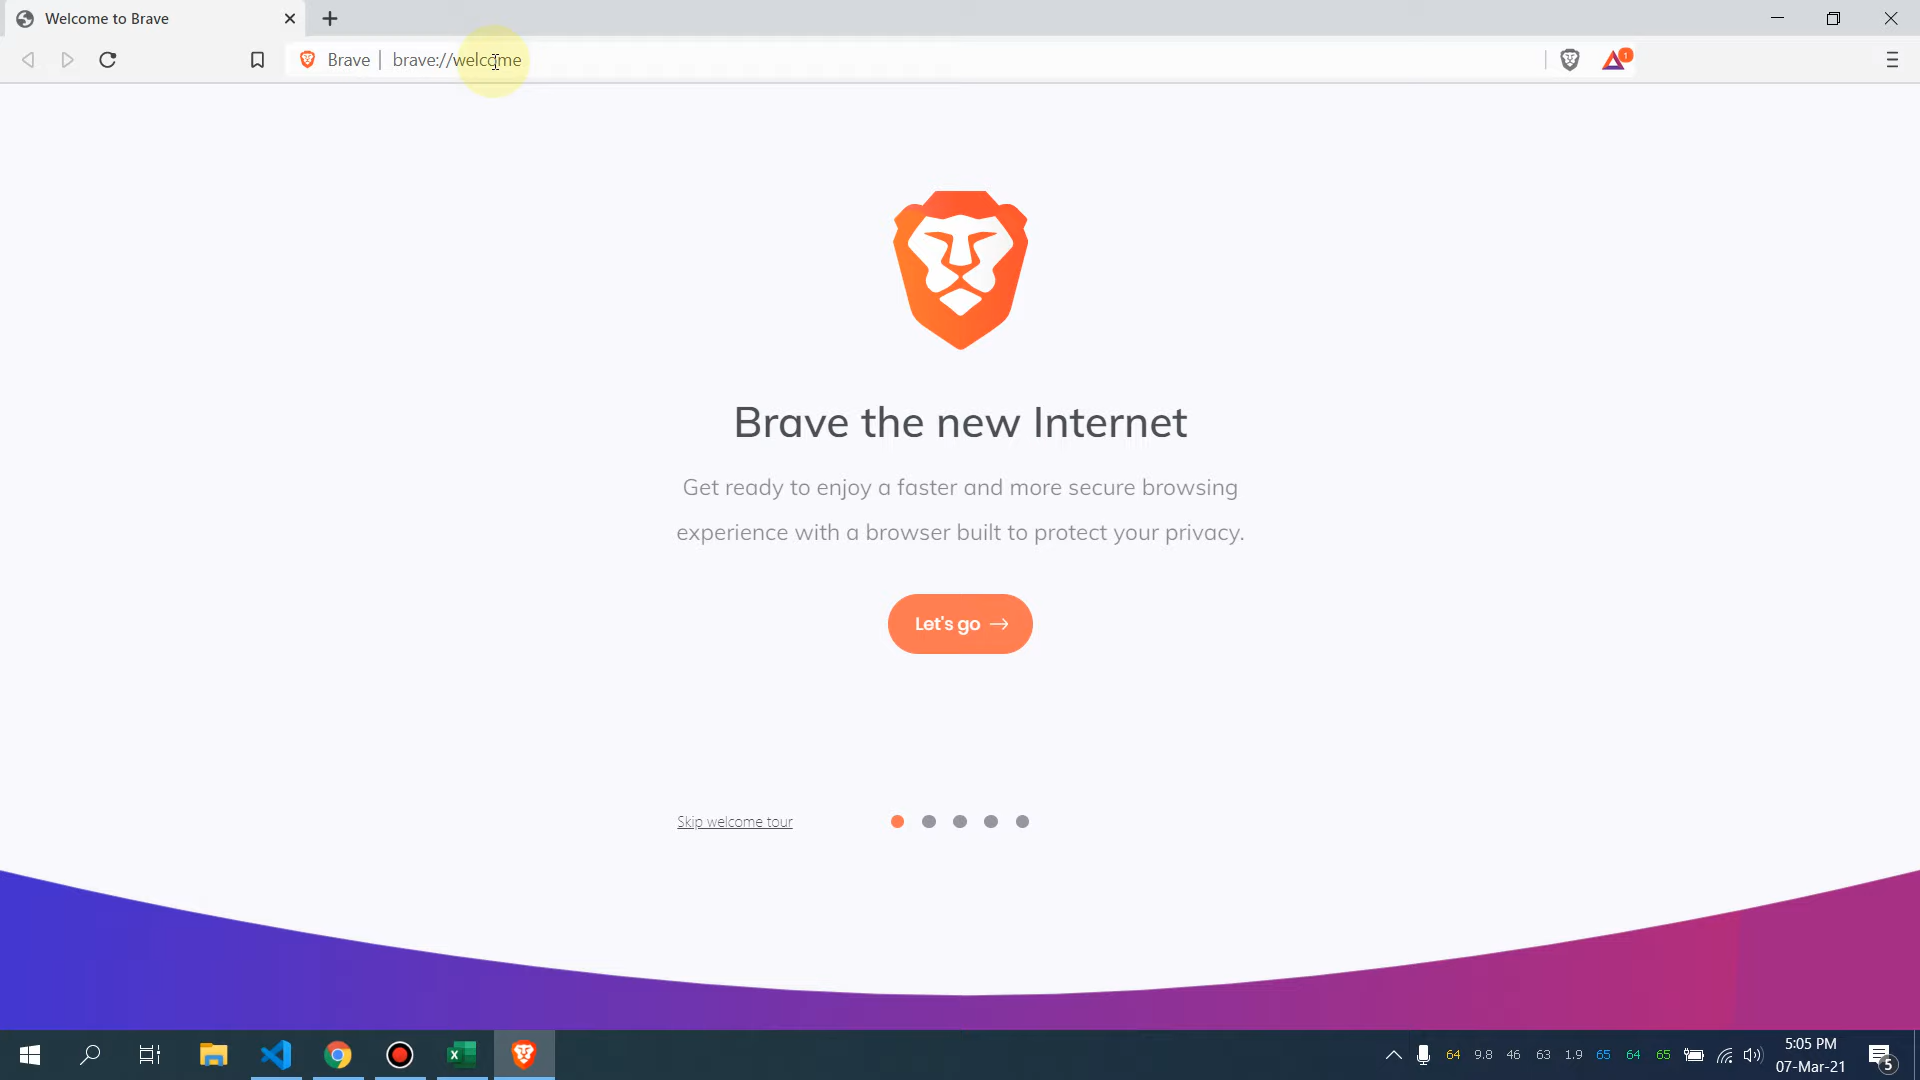 Welcome to Brave
Brave | brave://welcome
1
Brave the new Internet
Get ready to enjoy a faster and more secure browsing
experience with a browser built to protect your privacy.
Let's go →
Skip welcome tour
64 9.8 46 63 1.9 65 64 65
5:05 PM
07-Mar-21
5